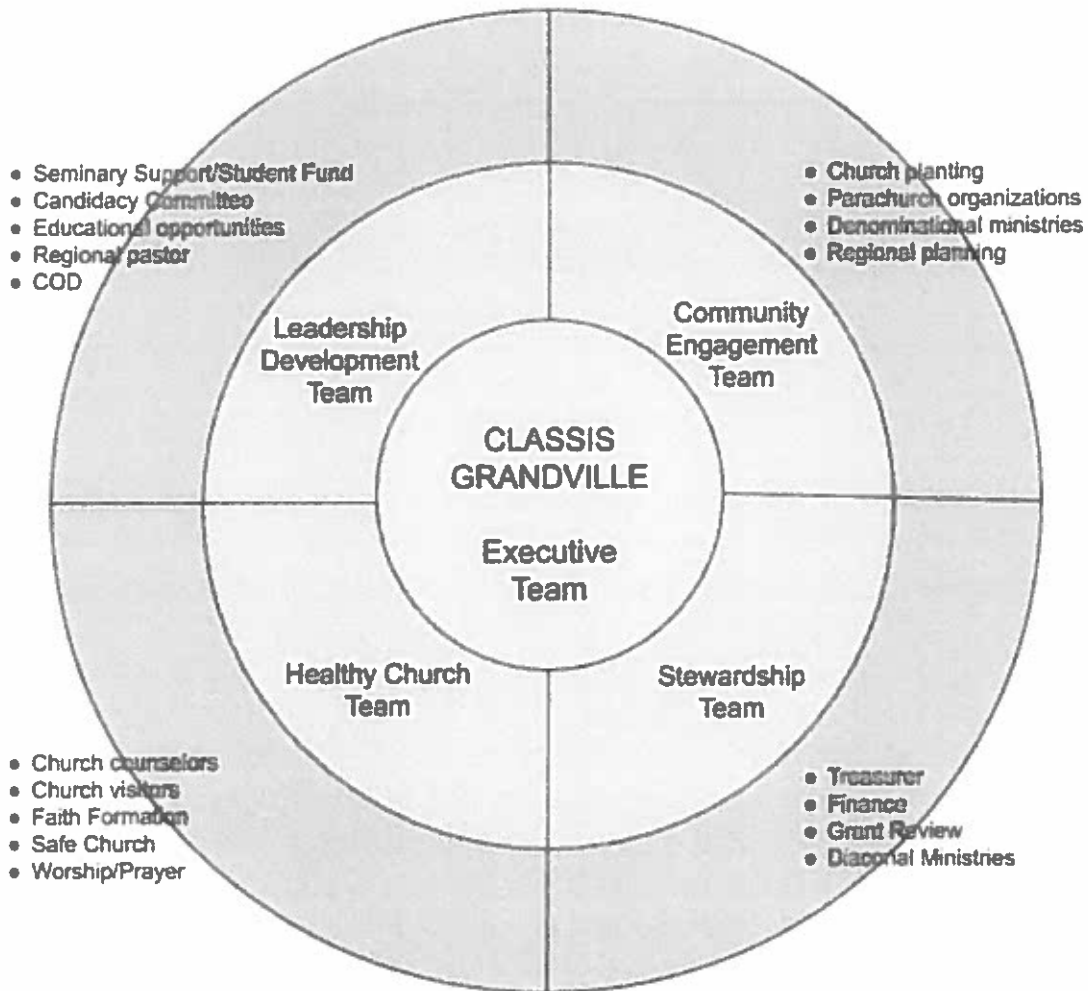 • Seminary Support/Student Fund
• Candidacy Committee
• Educational opportunities
• Regional pastor
• COD
• Church planting
• Parachurch organizations
• Denominational ministries
• Regional planning
Leadership
Development
Team
Community
Engagement
Team
CLASSIS
GRANDVILLE
Executive
Team
Healthy Church
Team
Stewardship
Team
• Church counselors
• Church visitors
• Faith Formation
• Safe Church
• Worship/Prayer
• Treasurer
• Finance
• Grant Review
• Diaconal Ministries